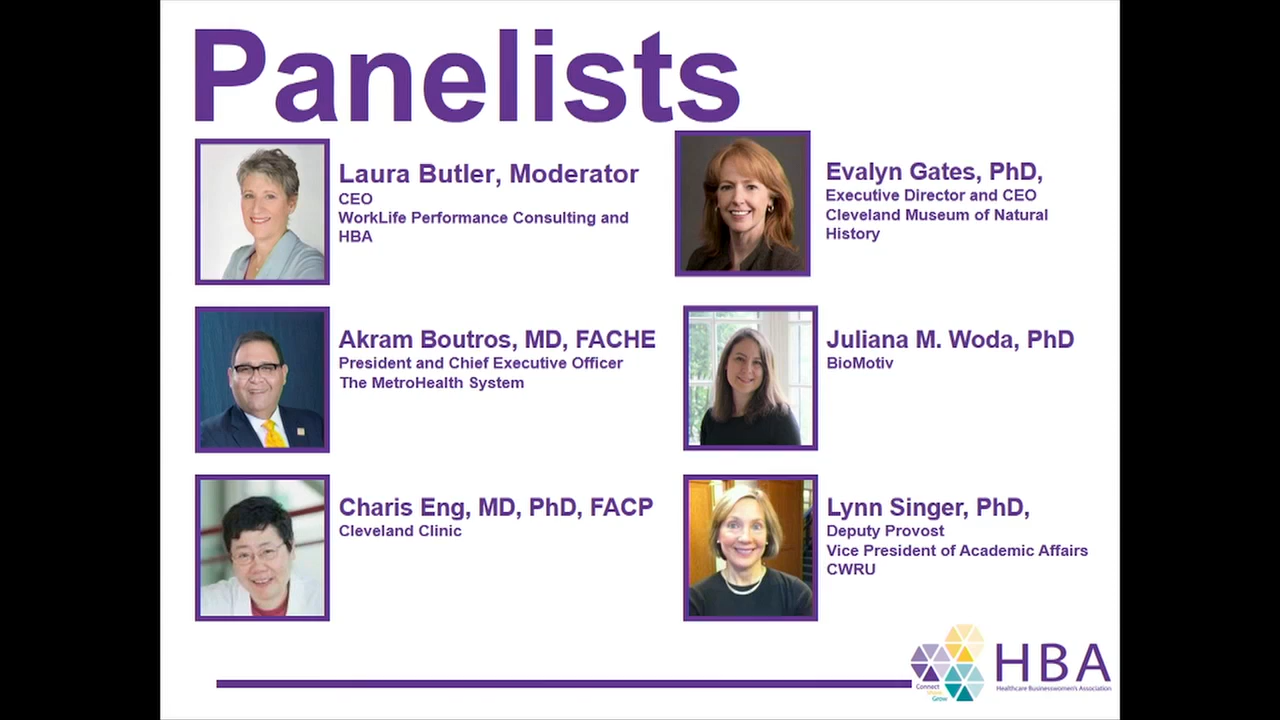 Panelists
Laura Butler, Moderator
CEO
WorkLife Performance Consulting and
HBA
Evalyn Gates, PhD,
Executive Director and CEO
Cleveland Museum of Natural
History
Akram Boutros, MD, FACHE
President and Chief Executive Officer
The MetroHealth System
Juliana M. Woda, PhD
BioMotiv
Charis Eng, MD, PhD, FACP
Cleveland Clinic
Lynn Singer, PhD,
Deputy Provost
Vice President of Academic Affairs
CWRU
Connect
Grow
HBA
Healthcare Businesswomen's Association